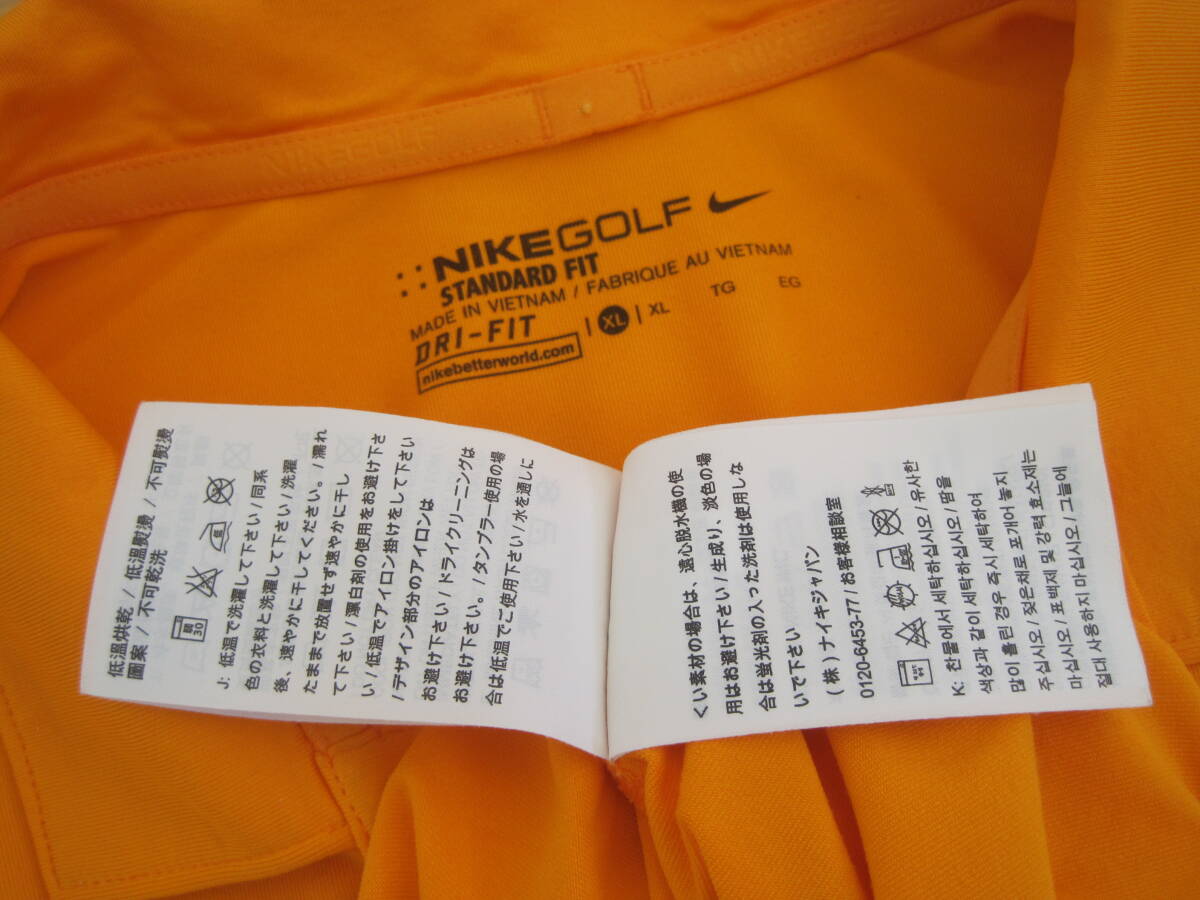 NIKEGOLF
NIKEGOLF
NIKEGOLF
STANDARD FIT
MADE IN VIETNAM / FABRIQUE AU VIETNAM
DRI-FIT | XL | XL TG EG
nikebetterworld.com
低溫烘乾 / 低溫熨燙 / 不可熨燙
圖案 / 不可乾洗
J: 低温で洗濯して下さい / 同系
色の衣料と洗濯して下さい / 洗濯
後、速やかに干してください。/ 濡れ
たままで放置せず速やかに干し
て下さい / 漂白剤の使用をお避け下さ
い / 低温でアイロン掛けをして下さい
/ デザイン部分のアイロンは
お避け下さい / ドライクリーニングは
お避け下さい。/ タンブラー使用の場
合は低温でご使用下さい / 水を通しに
くい素材の場合は、遠心脱水機の使
用はお避け下さい / 生成り、淡色の場
合は蛍光剤の入った洗剤は使用しな
いで下さい
(株) ナイキジャパン
0120-6453-77 / お客様相談室
K: 찬물에서 세탁하십시오 / 유사한
색상과 같이 세탁하십시오 / 땀을
많이 흘린 경우 즉시 세탁하여
주십시오 / 젖은채로 포개어 놓지
마십시오 / 표백제 및 강력 효소제는
절대 사용하지 마십시오 / 그늘에